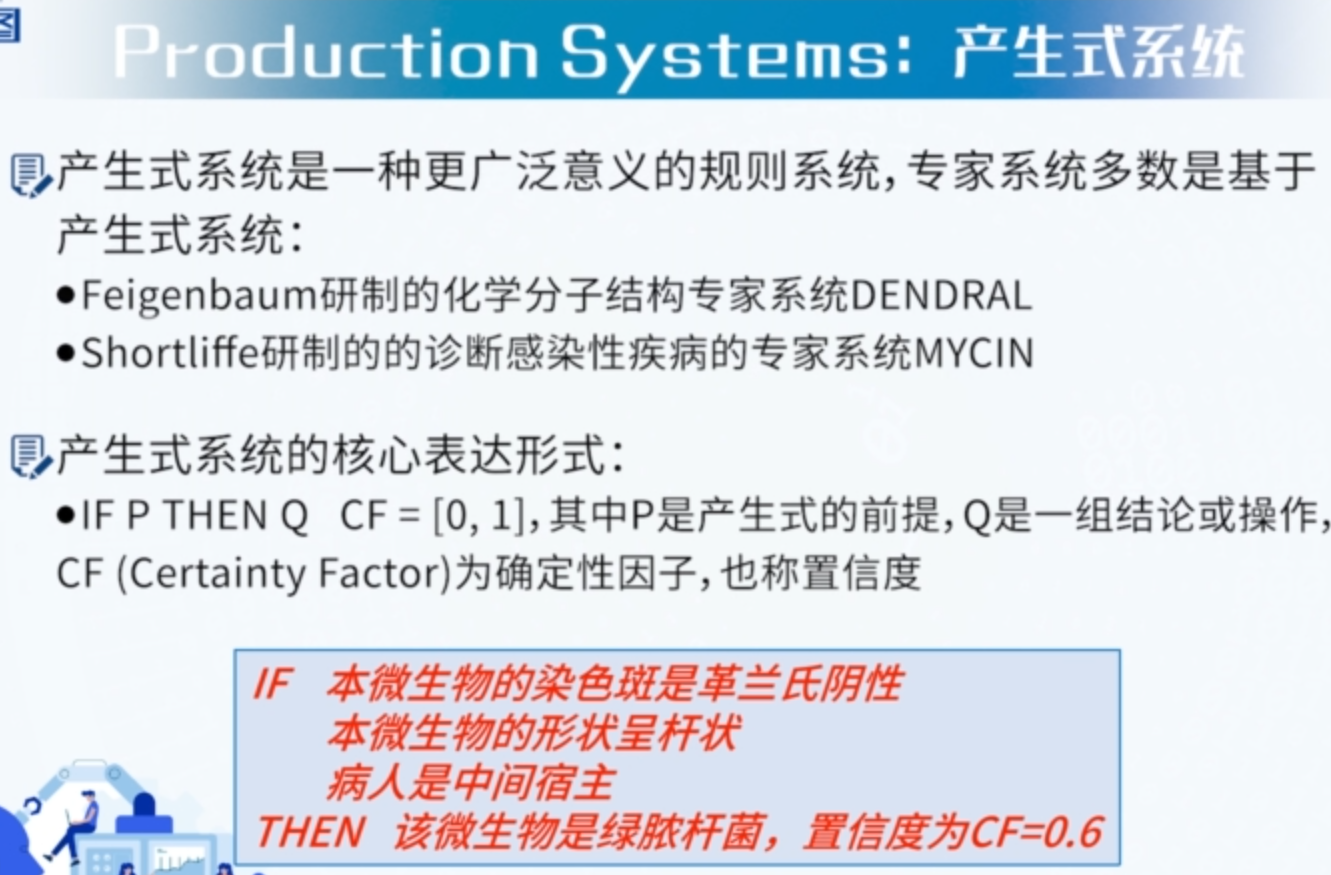 Production Systems：产生式系统
产生式系统是一种更广泛意义的规则系统，专家系统多数是基于
产生式系统：
●Feigenbaum研制的化学分子结构专家系统DENDRAL
●Shortliffe研制的的诊断感染性疾病的专家系统MYCIN
产生式系统的核心表达形式：
●IF P THEN Q CF = [0, 1]，其中P是产生式的前提，Q是一组结论或操作，
CF (Certainty Factor)为确定性因子，也称置信度
IF 本微生物的染色斑是革兰氏阴性
本微生物的形状呈杆状
病人是中间宿主
THEN 该微生物是绿脓杆菌，置信度为CF=0.6